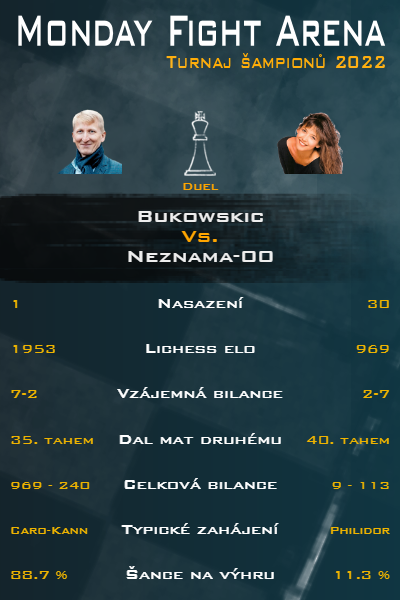 Monday Fight Arena
Turnaj šampionů 2022
Duel
Bukowskic
Vs.
Neznama-00
1 Nasazení 30
1953 Lichess elo 969
7-2 Vzájemná bilance 2-7
35. tahem Dal mat druhému 40. tahem
969 - 240 Celková bilance 9 - 113
Caro-Kann Typické zahájení Philidor
88.7 % Šance na výhru 11.3 %